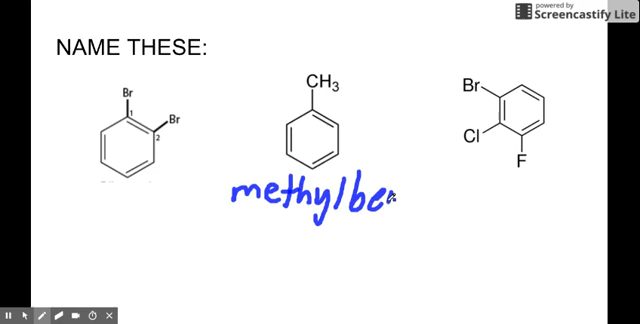 powered by
Screencastify Lite
NAME THESE:
Br
1
Br
2
CH3
Br
Cl
F
methylbe